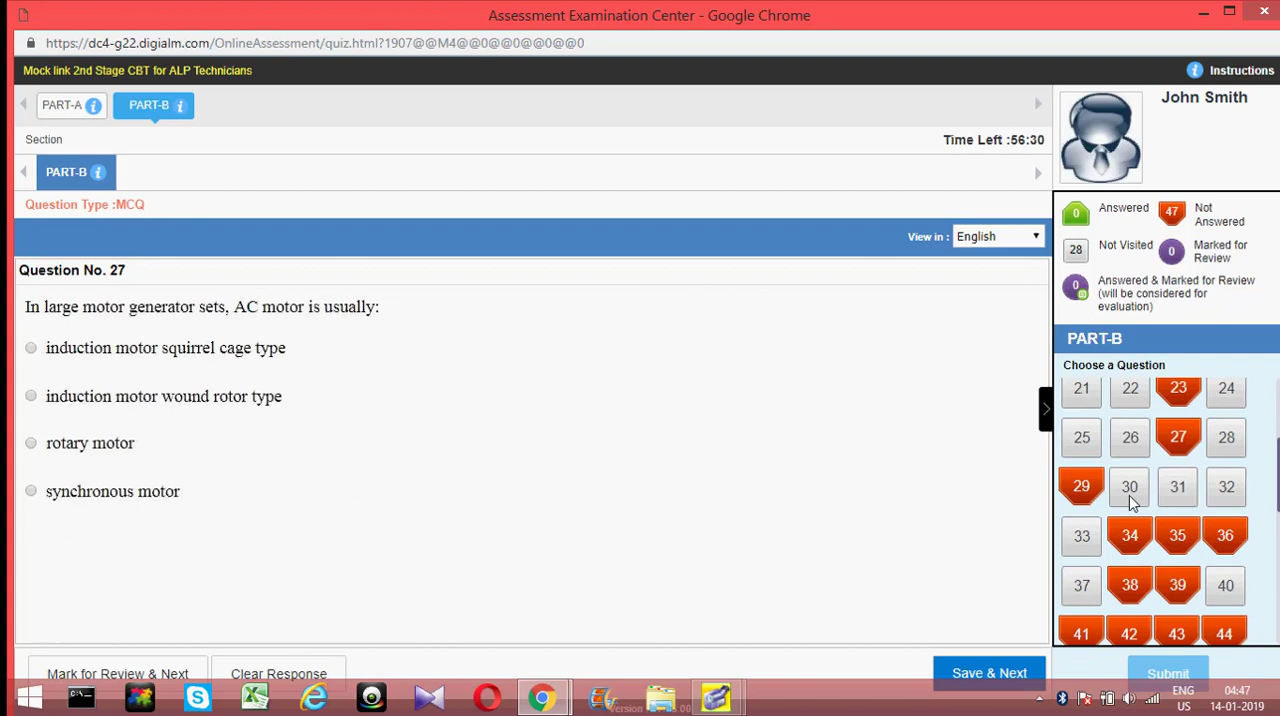 Assessment Examination Center - Google Chrome
https://dc4-g22.digialm.com/OnlineAssessment/quiz.html?1907@@M4@@0@@0@@0@@0
Mock link 2nd Stage CBT for ALP Technicians
Instructions
PART-A i PART-B i
John Smith
Section
Time Left :56:30
PART-B i
Question Type :MCQ
0 Answered 47 Not Answered
28 Not Visited 0 Marked for Review
0 Answered & Marked for Review (will be considered for evaluation)
View in : English
Question No. 27
In large motor generator sets, AC motor is usually:
induction motor squirrel cage type
induction motor wound rotor type
rotary motor
synchronous motor
PART-B
Choose a Question
21 22 23 24
25 26 27 28
29 30 31 32
33 34 35 36
37 38 39 40
41 42 43 44
Mark for Review & Next
Clear Response
Save & Next
Submit
Version
ENG 04:47
US 14-01-2019